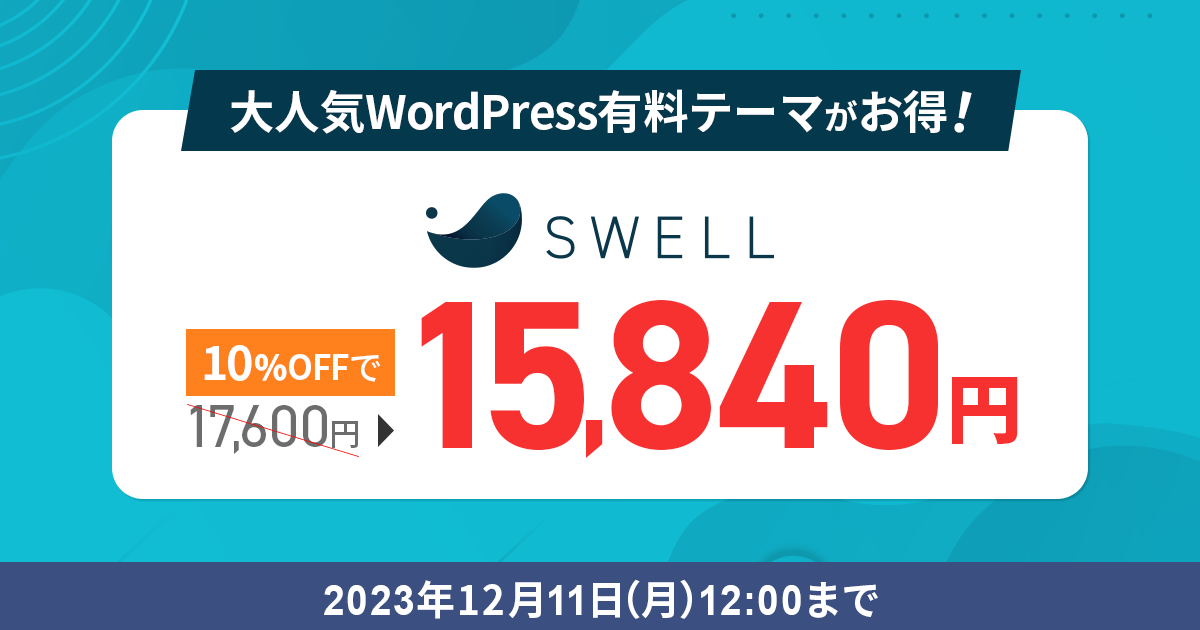 大人気WordPress有料テーマがお得！
SWELL
10%OFFで
17,600円
15,840円
2023年12月11日(月)12:00まで